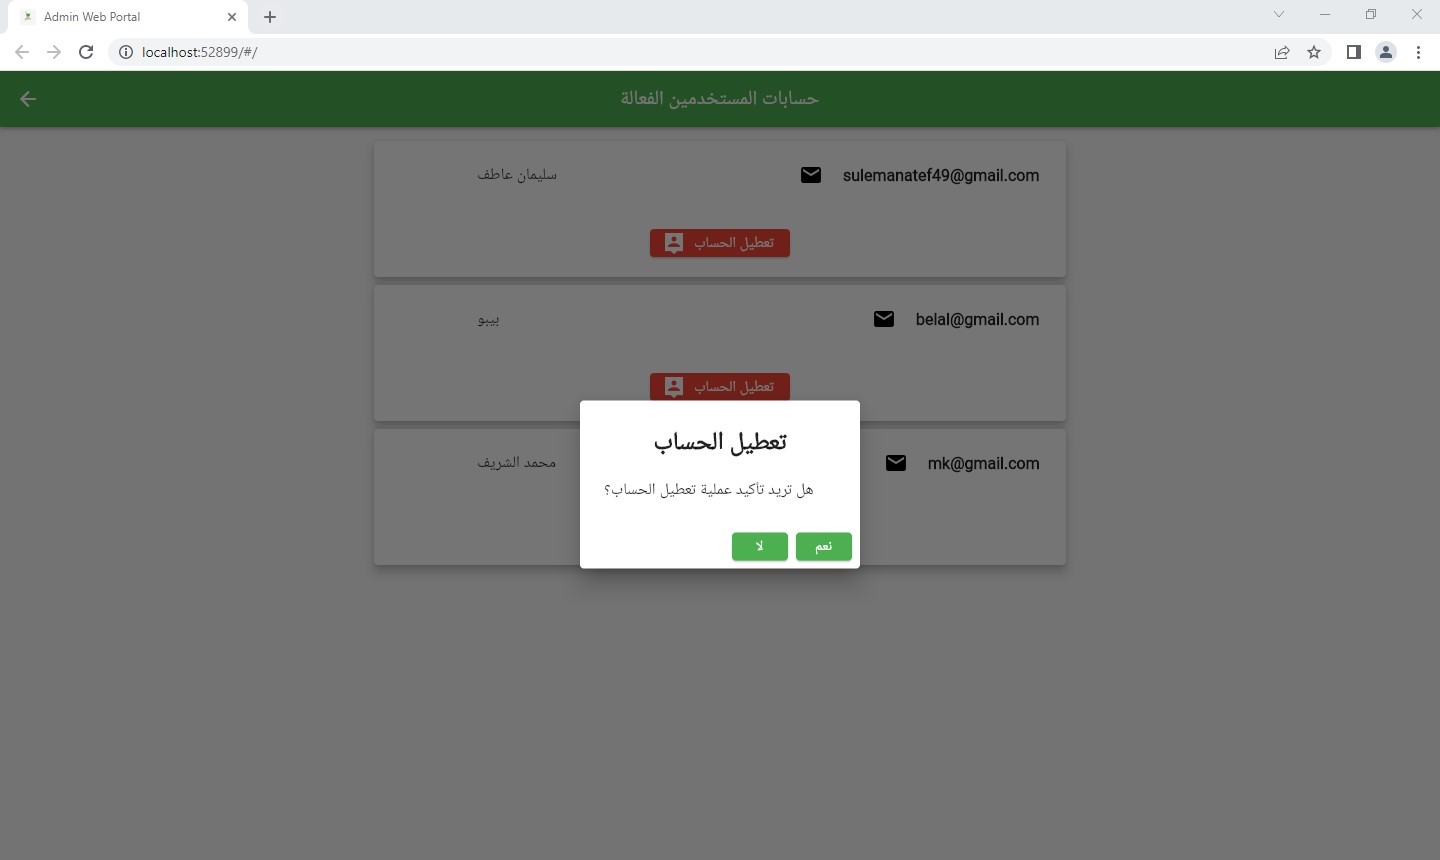 Admin Web Portal
localhost:52899/#/
حسابات المستخدمين الفعالة
sulemanatef49@gmail.com
سليمان عاطف
تعطيل الحساب
belal@gmail.com
بيبو
تعطيل الحساب
mk@gmail.com
محمد الشريف
تعطيل الحساب
هل تريد تأكيد عملية تعطيل الحساب؟
نعم
لا